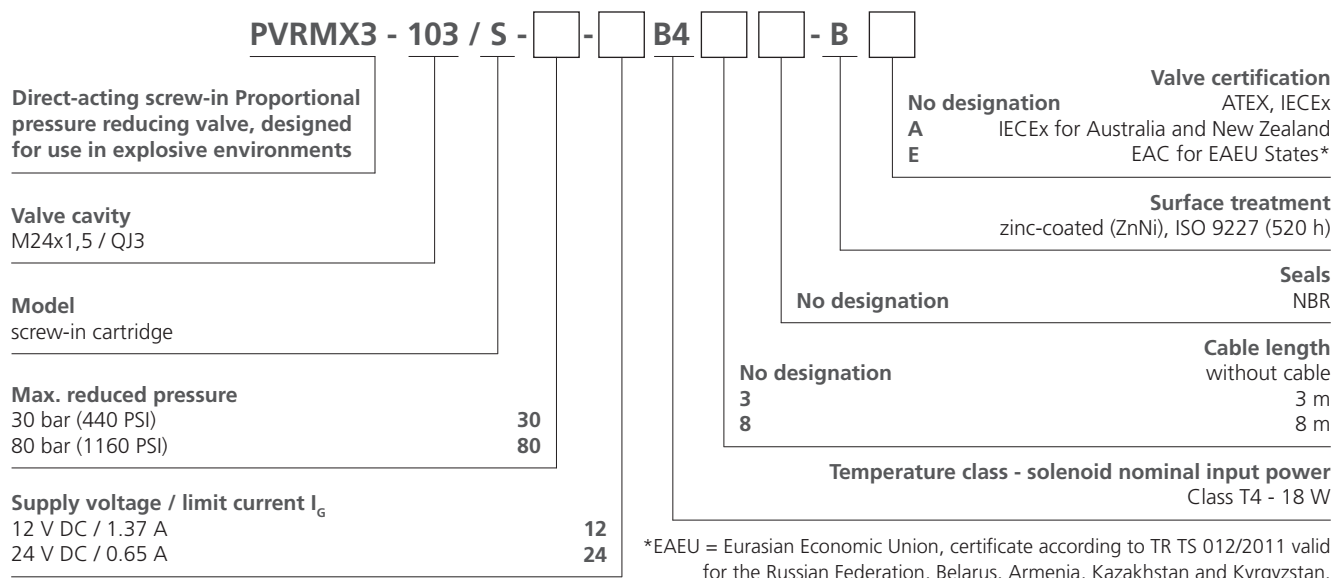 PVRMX3 - 103 / S - - B4 - B
Direct-acting screw-in Proportional
pressure reducing valve, designed
for use in explosive environments
Valve cavity
M24x1,5 / QJ3
Model
screw-in cartridge
Max. reduced pressure
30 bar (440 PSI) 30
80 bar (1160 PSI) 80
Supply voltage / limit current IG
12 V DC / 1.37 A 12
24 V DC / 0.65 A 24
Valve certification
No designation ATEX, IECEx
A IECEx for Australia and New Zealand
E EAC for EAEU States*
Surface treatment
zinc-coated (ZnNi), ISO 9227 (520 h)
Seals
No designation NBR
Cable length
No designation without cable
3 3 m
8 8 m
Temperature class - solenoid nominal input power
Class T4 - 18 W
*EAEU = Eurasian Economic Union, certificate according to TR TS 012/2011 valid
for the Russian Federation, Belarus, Armenia, Kazakhstan and Kyrgyzstan.